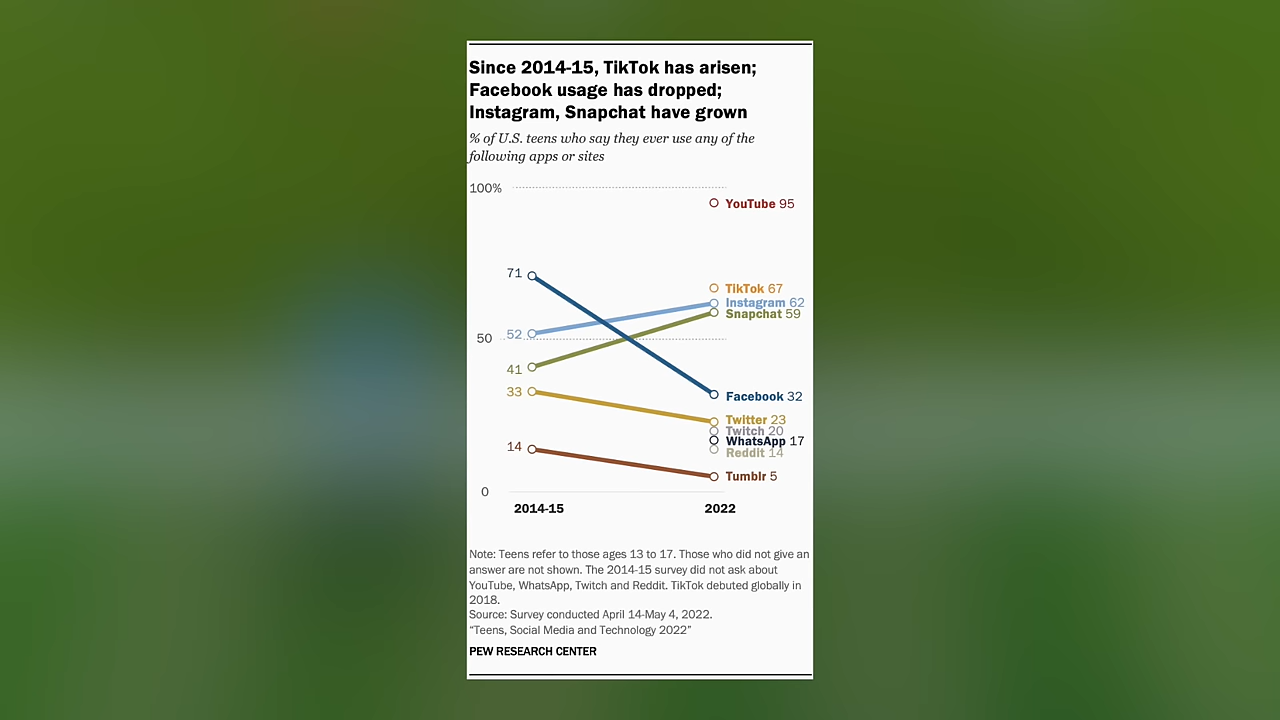 Since 2014-15, TikTok has arisen;
Facebook usage has dropped;
Instagram, Snapchat have grown
% of U.S. teens who say they ever use any of the
following apps or sites
100%
YouTube 95
71
TikTok 67
Instagram 62
52
Snapchat 59
50
41
33
Facebook 32
Twitter 23
Twitch 20
14
WhatsApp 17
Reddit 14
Tumblr 5
0
2014-15 2022
Note: Teens refer to those ages 13 to 17. Those who did not give an
answer are not shown. The 2014-15 survey did not ask about
YouTube, WhatsApp, Twitch and Reddit. TikTok debuted globally in
2018.
Source: Survey conducted April 14-May 4, 2022.
“Teens, Social Media and Technology 2022”
PEW RESEARCH CENTER